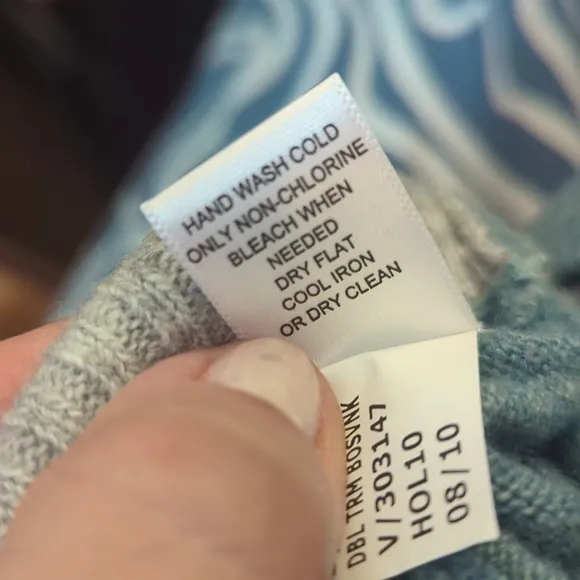 HAND WASH COLD
ONLY NON-CHLORINE
BLEACH WHEN
NEEDED
DRY FLAT
COOL IRON
OR DRY CLEAN
DBL TRM BOSVNK
V/303147
HOL10
08/10